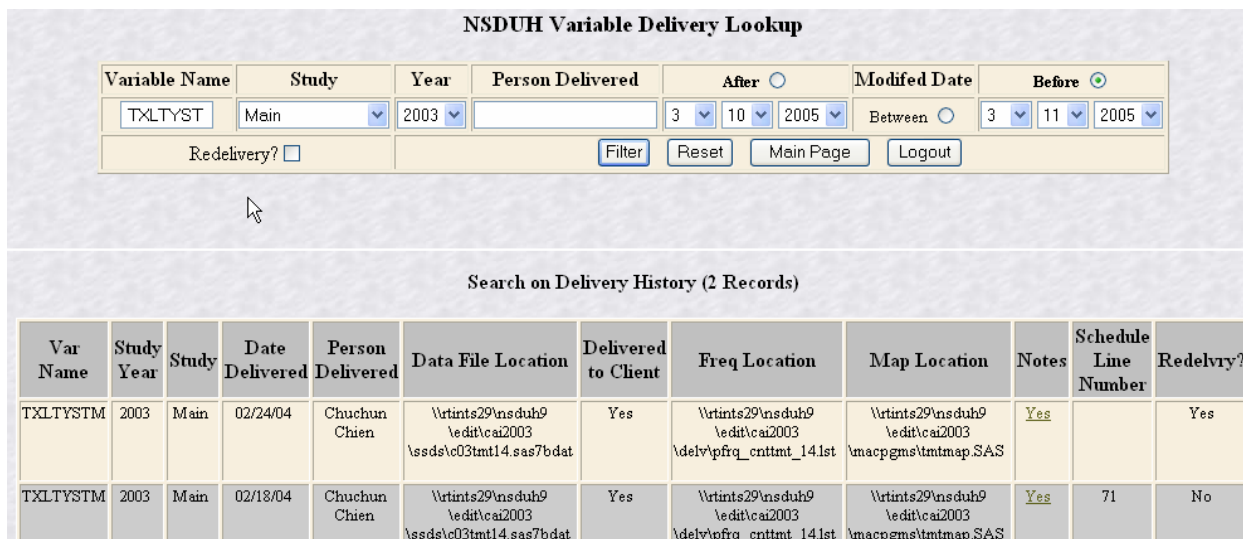 NSDUH Variable Delivery Lookup
Variable Name Study Year Person Delivered After Modifed Date Before
TXLTYST Main 2003 3 10 2005 Between 3 11 2005
Redelivery? Filter Reset Main Page Logout
Search on Delivery History (2 Records)
Var Name Study Year Study Date Delivered Person Delivered Data File Location Delivered to Client Freq Location Map Location Notes Schedule Line Number Redelvry?
TXLTYSTM 2003 Main 02/24/04 Chuchun Chien \\rtints29\nsduh9 \edit\cai2003 \ssds\c03tmt14.sas7bdat Yes \\rtints29\nsduh9 \edit\cai2003 \delv\pfrq_cnttmt_14.lst \\rtints29\nsduh9 \edit\cai2003 \macpgms\tmtmap.SAS Yes Yes
TXLTYSTM 2003 Main 02/18/04 Chuchun Chien \\rtints29\nsduh9 \edit\cai2003 \ssds\c03tmt14.sas7bdat Yes \\rtints29\nsduh9 \edit\cai2003 \delv\pfrq_cnttmt_14.lst \\rtints29\nsduh9 \edit\cai2003 \macpgms\tmtmap.SAS Yes 71 No